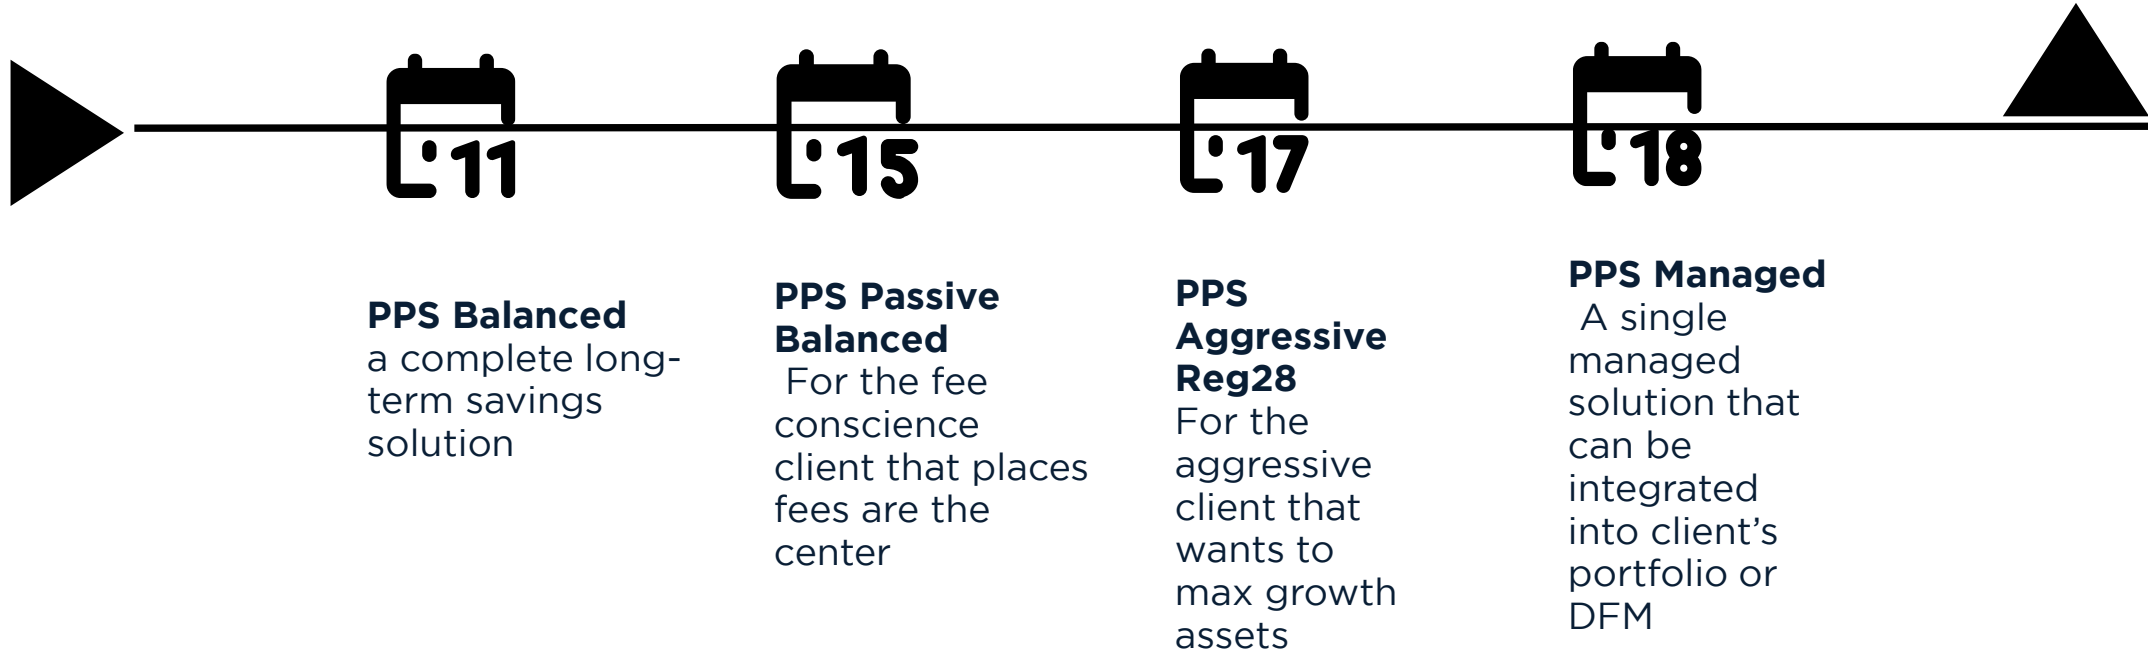 '11
PPS Balanced
a complete long-
term savings
solution
'15
PPS Passive
Balanced
For the fee
conscience
client that places
fees are the
center
'17
PPS
Aggressive
Reg28
For the
aggressive
client that
wants to
max growth
assets
'18
PPS Managed
A single
managed
solution that
can be
integrated
into client’s
portfolio or
DFM